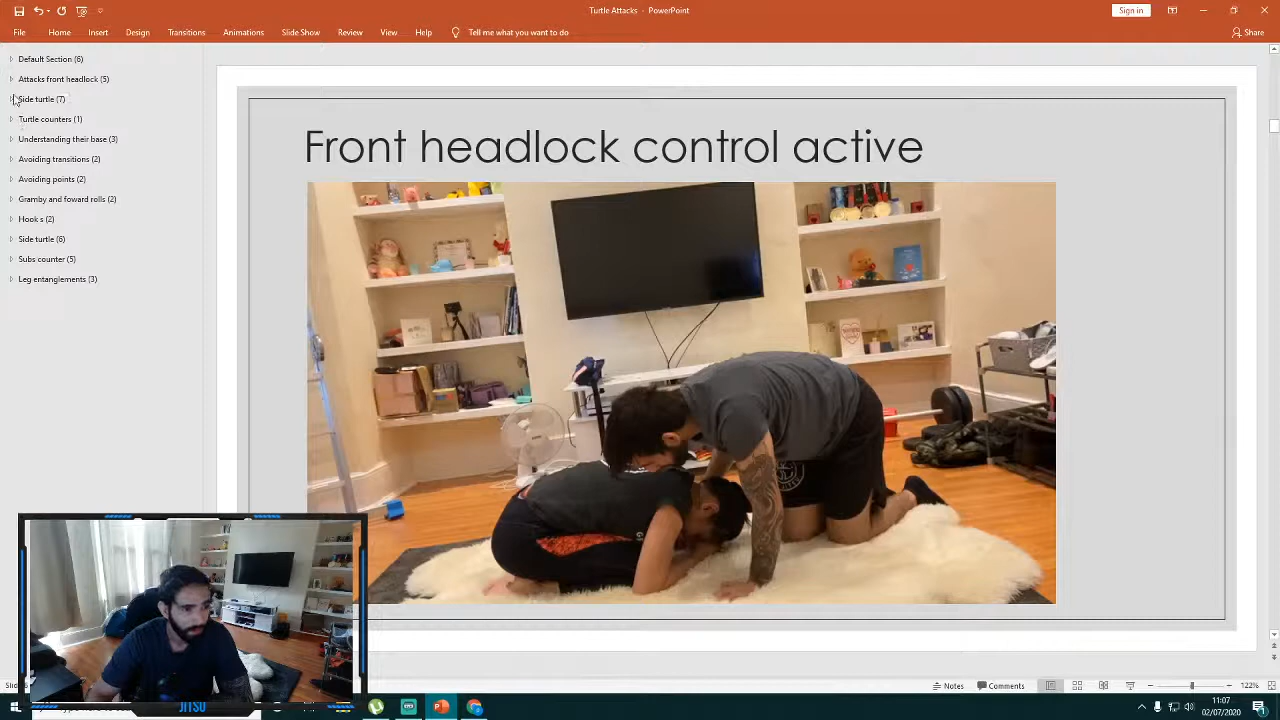 Turtle Attacks - PowerPoint
Sign in
File Home Insert Design Transitions Animations Slide Show Review View Help Tell me what you want to do Share
Default Section (6)
Attacks front headlock (5)
Side turtle (7)
Turtle counters (1)
Understanding their base (3)
Avoiding transitions (2)
Avoiding points (2)
Gramby and foward rolls (2)
Hook s (2)
Side turtle (6)
Subs counter (5)
Leg entanglements (3)
Front headlock control active
Notes Comments 122%
JITSU
11:07
02/07/2020